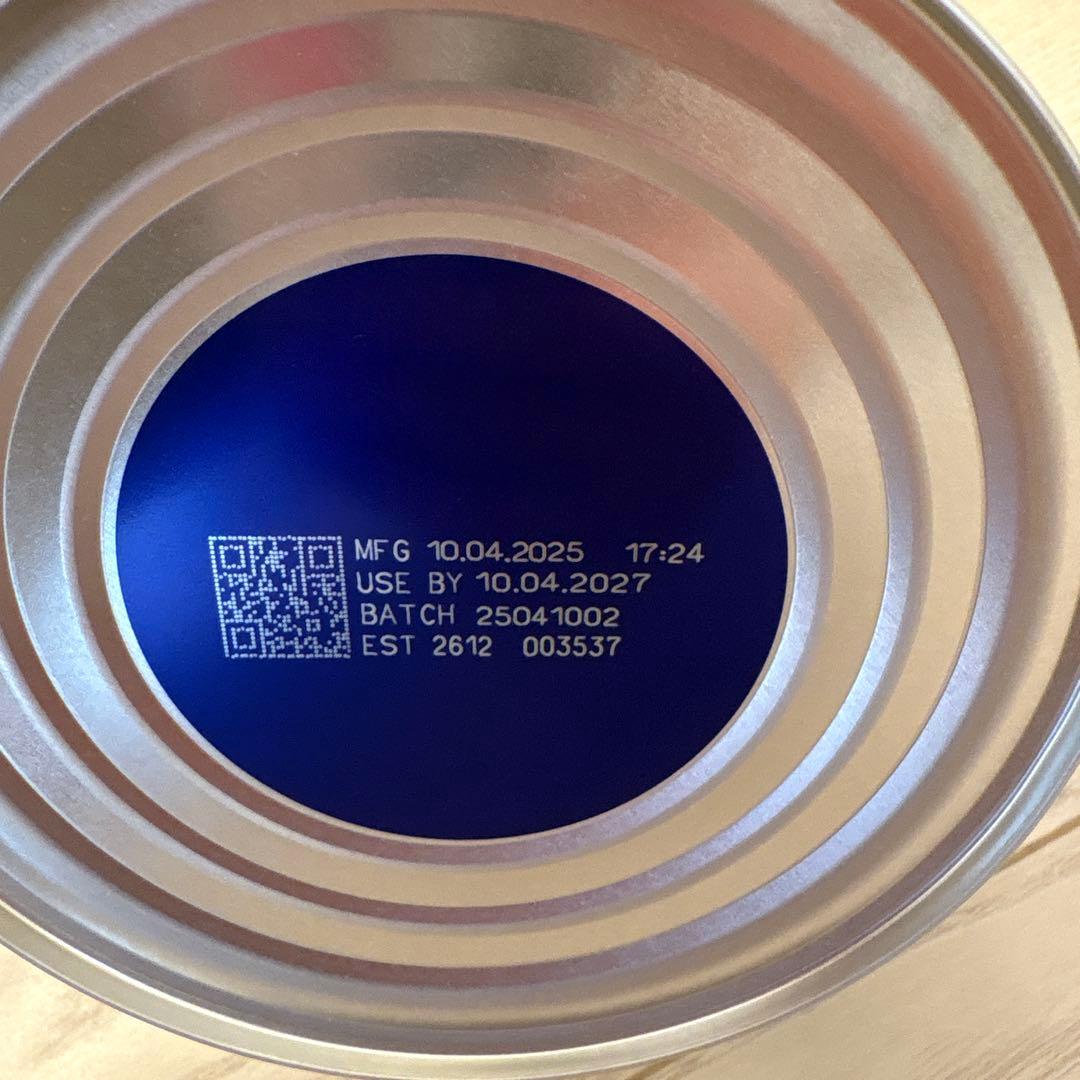 MFG 10.04.2025 17:24
USE BY 10.04.2027
BATCH 25041002
EST 2612 003537